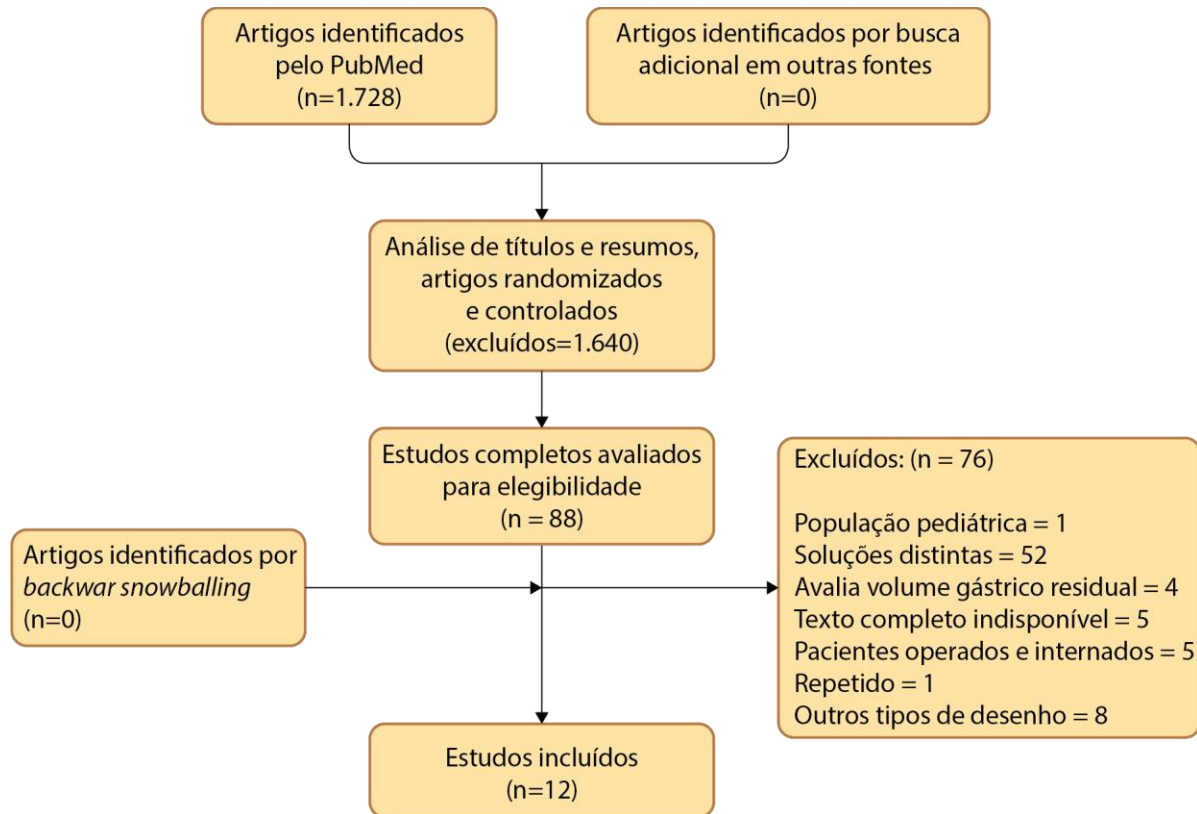 Artigos identificados
pelo PubMed
(n=1.728)
Artigos identificados por busca
adicional em outras fontes
(n=0)
Análise de títulos e resumos,
artigos randomizados
e controlados
(excluídos=1.640)
Estudos completos avaliados
para elegibilidade
(n = 88)
Artigos identificados por
backwar snowballing
(n=0)
Excluídos: (n = 76)
População pediátrica = 1
Soluções distintas = 52
Avalia volume gástrico residual = 4
Texto completo indisponível = 5
Pacientes operados e internados = 5
Repetido = 1
Outros tipos de desenho = 8
Estudos incluídos
(n=12)